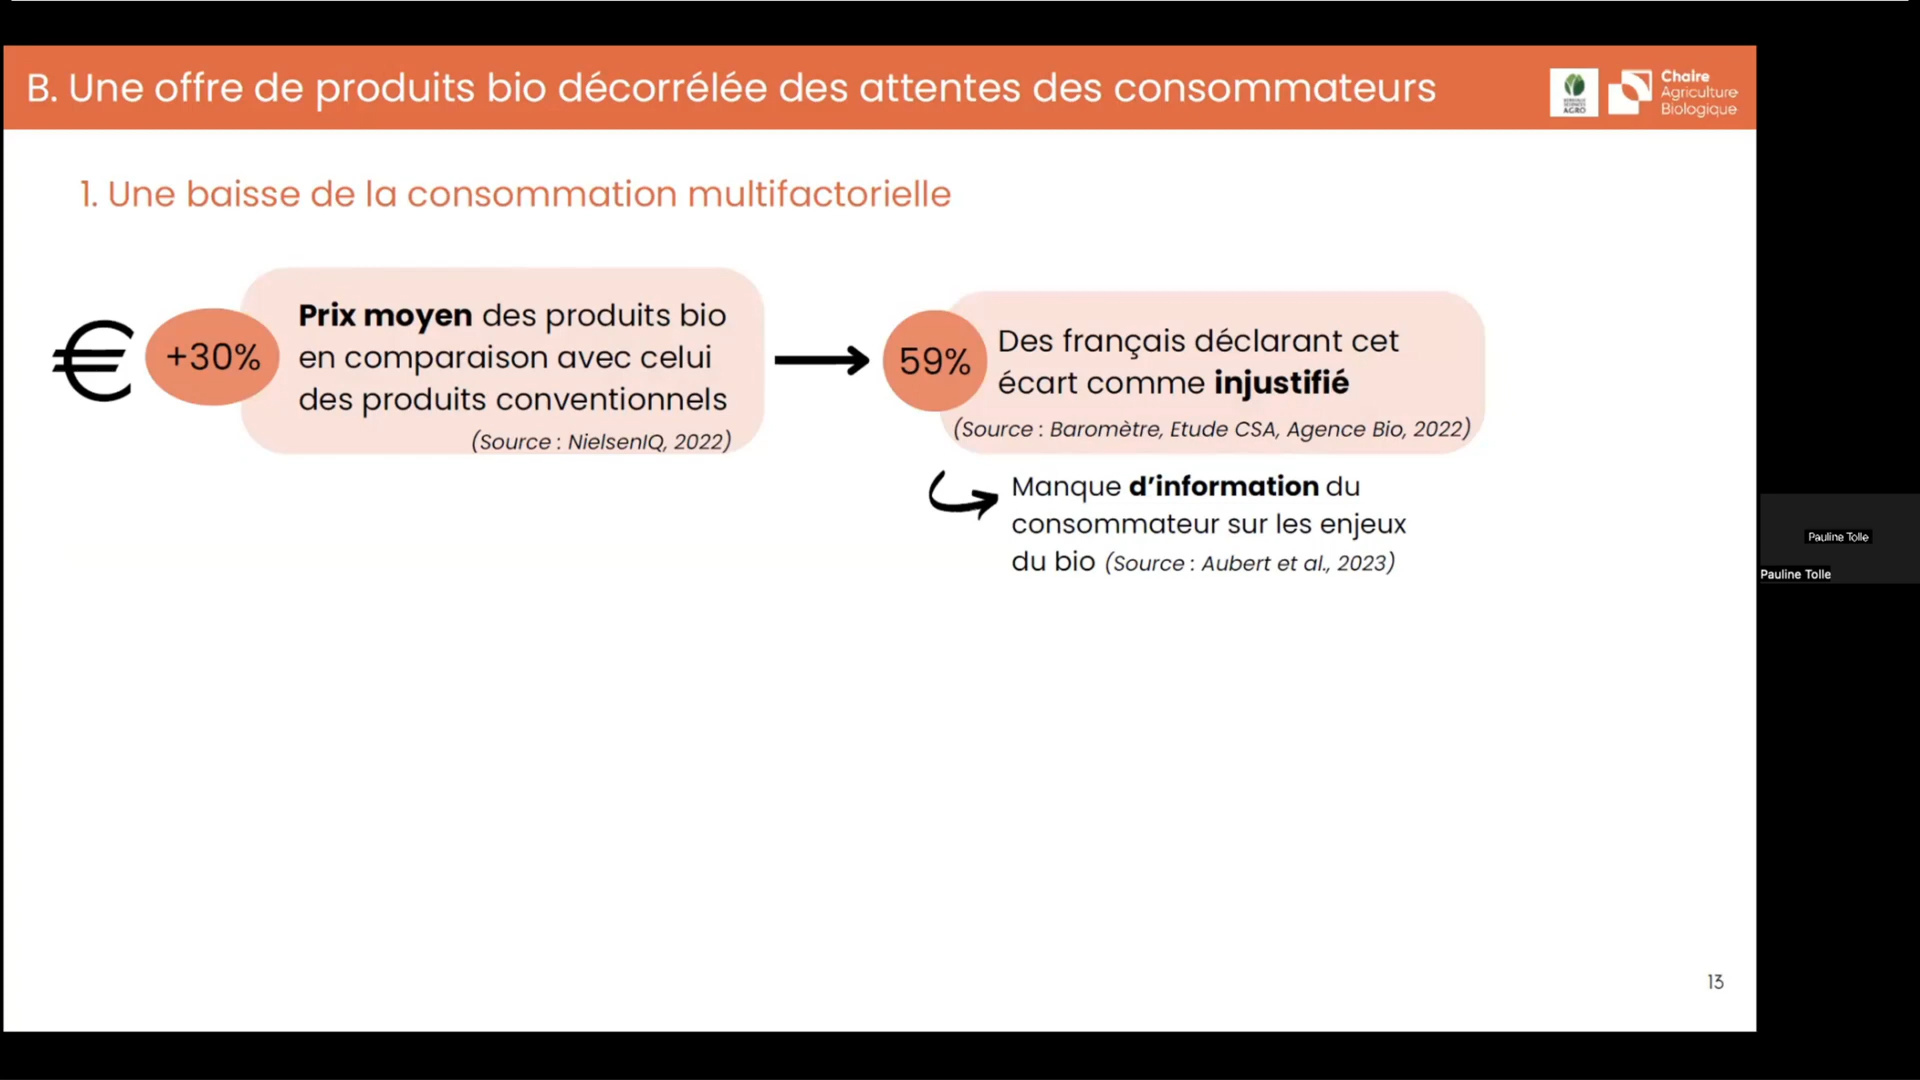 B. Une offre de produits bio décorrélée des attentes des consommateurs
Chaire
Agriculture
Biologique
AGRO
1. Une baisse de la consommation multifactorielle
€
+30%
Prix moyen des produits bio
en comparaison avec celui
des produits conventionnels
(Source : NielsenIQ, 2022)
59%
Des français déclarant cet
écart comme injustifié
(Source : Baromètre, Etude CSA, Agence Bio, 2022)
Manque d’information du
consommateur sur les enjeux
du bio (Source : Aubert et al., 2023)
Pauline Tolle
Pauline Tolle
13